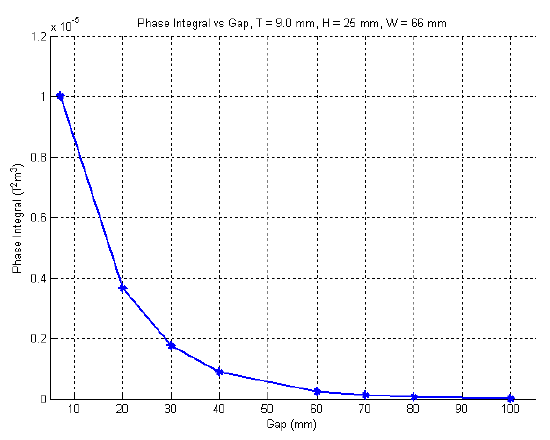 Phase Integral vs Gap, T = 9.0 mm, H = 25 mm, W = 66 mm
x 10^-5
1.2
1
0.8
0.6
0.4
0.2
0
Phase Integral (T²m³)
10 20 30 40 50 60 70 80 90 100
Gap (mm)